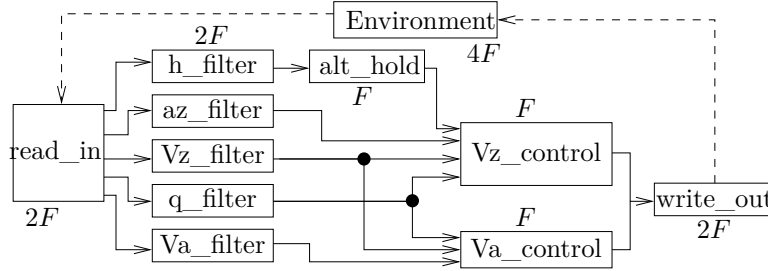 Environment
4F
2F
h_filter
alt_hold
F
az_filter
F
read_in
Vz_filter
Vz_control
2F
q_filter
write_out
2F
F
Va_filter
Va_control